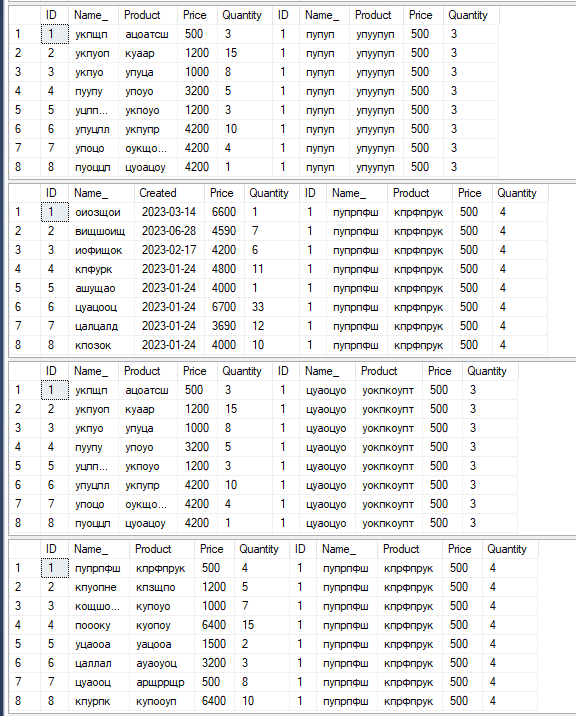 ID Name_ Product Price Quantity ID Name_ Product Price Quantity
1 1 укпщп ацоатсш 500 3 1 пупуп упуупуп 500 3
2 2 укпуоп куаар 1200 15 1 пупуп упуупуп 500 3
3 3 укпуо упуца 1000 8 1 пупуп упуупуп 500 3
4 4 пуупу упоуо 3200 5 1 пупуп упуупуп 500 3
5 5 уцпп... укпоуо 1200 3 1 пупуп упуупуп 500 3
6 6 упуцпл укпупр 4200 10 1 пупуп упуупуп 500 3
7 7 упоцо оукщо... 4200 4 1 пупуп упуупуп 500 3
8 8 пуоццп цуоацоу 4200 1 1 пупуп упуупуп 500 3
ID Name_ Created Price Quantity ID Name_ Product Price Quantity
1 1 оиозщои 2023-03-14 6600 1 1 пупрпфш кпрфпрук 500 4
2 2 вищшоищ 2023-06-28 4590 7 1 пупрпфш кпрфпрук 500 4
3 3 иофищок 2023-02-17 4200 6 1 пупрпфш кпрфпрук 500 4
4 4 кпфурк 2023-01-24 4800 11 1 пупрпфш кпрфпрук 500 4
5 5 ашущао 2023-01-24 4000 1 1 пупрпфш кпрфпрук 500 4
6 6 цуацооц 2023-01-24 6700 33 1 пупрпфш кпрфпрук 500 4
7 7 цалцалд 2023-01-24 3690 12 1 пупрпфш кпрфпрук 500 4
8 8 кпозок 2023-01-24 4000 10 1 пупрпфш кпрфпрук 500 4
ID Name_ Product Price Quantity ID Name_ Product Price Quantity
1 1 укпщп ацоатсш 500 3 1 цуаоцуо уокпкоупт 500 3
2 2 укпуоп куаар 1200 15 1 цуаоцуо уокпкоупт 500 3
3 3 укпуо упуца 1000 8 1 цуаоцуо уокпкоупт 500 3
4 4 пуупу упоуо 3200 5 1 цуаоцуо уокпкоупт 500 3
5 5 уцпп... укпоуо 1200 3 1 цуаоцуо уокпкоупт 500 3
6 6 упуцпл укпупр 4200 10 1 цуаоцуо уокпкоупт 500 3
7 7 упоцо оукщо... 4200 4 1 цуаоцуо уокпкоупт 500 3
8 8 пуоццп цуоацоу 4200 1 1 цуаоцуо уокпкоупт 500 3
ID Name_ Product Price Quantity ID Name_ Product Price Quantity
1 1 пупрпфш кпрфпрук 500 4 1 пупрпфш кпрфпрук 500 4
2 2 кпуопне кпзщпо 1200 5 1 пупрпфш кпрфпрук 500 4
3 3 кощшо... купоуо 1000 7 1 пупрпфш кпрфпрук 500 4
4 4 поооку куопоу 6400 15 1 пупрпфш кпрфпрук 500 4
5 5 уцаооа уацооа 1500 2 1 пупрпфш кпрфпрук 500 4
6 6 цаллал ауаоуоц 3200 3 1 пупрпфш кпрфпрук 500 4
7 7 цуаооц арщррщр 500 8 1 пупрпфш кпрфпрук 500 4
8 8 кпурпк купооуп 6400 10 1 пупрпфш кпрфпрук 500 4